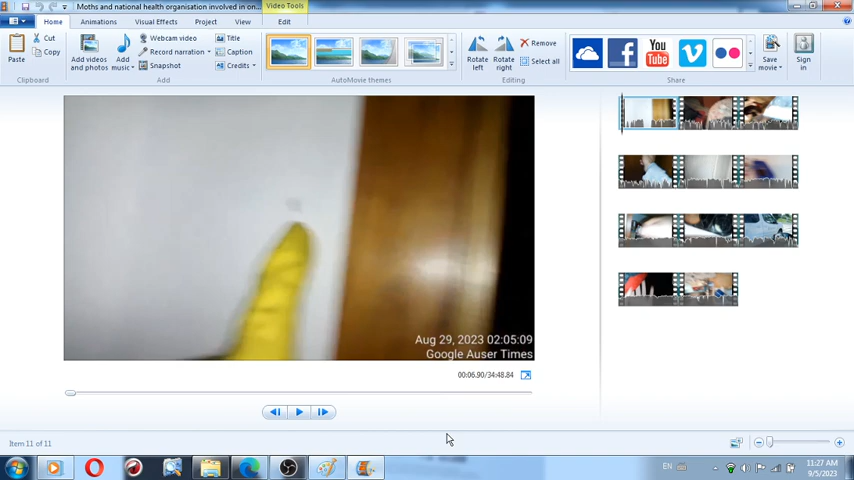 Moths and national health organisation involved in on...
Video Tools
Home
Animations
Visual Effects
Project
View
Edit
Paste
Cut
Copy
Clipboard
Add videos
and photos
Add
music
Webcam video
Record narration
Snapshot
Title
Caption
Credits
Add
AutoMovie themes
Rotate
left
Rotate
right
Remove
Select all
Editing
You
Tube
Share
Save
movie
Sign
in
Aug 29, 2023 02:05:09
Google Auser Times
00:06.90/34:48.84
Item 11 of 11
EN
11:27 AM
9/5/2023